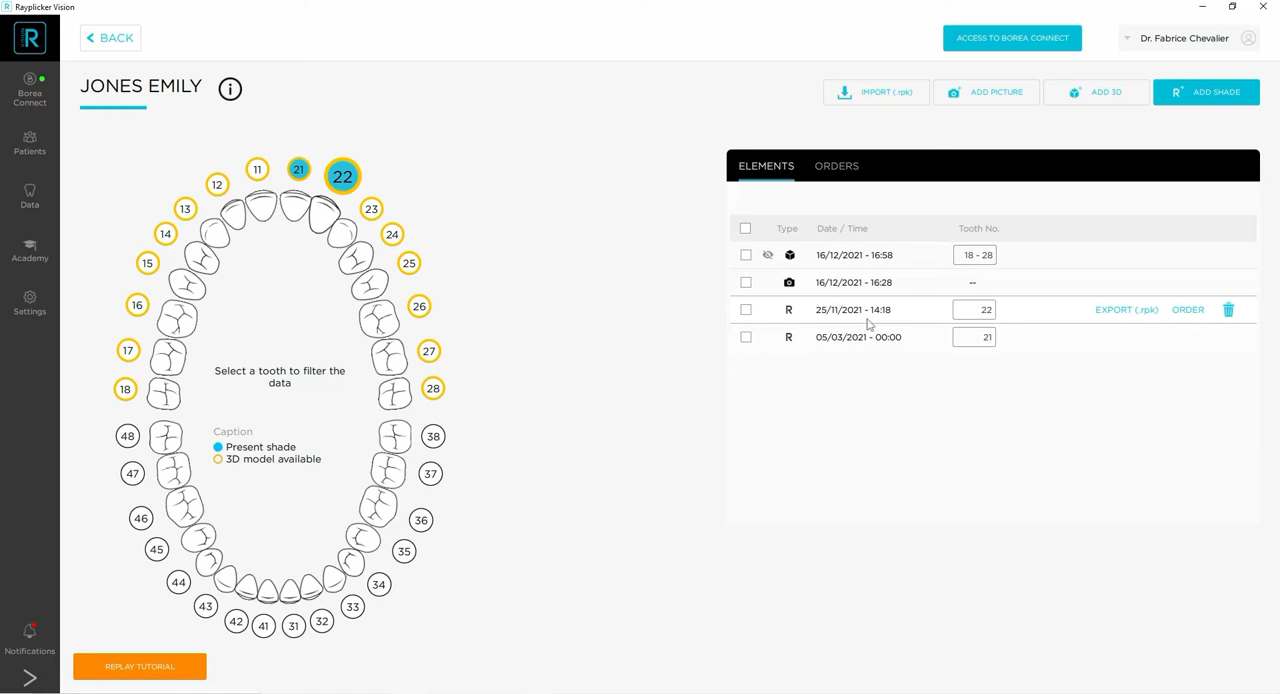 Rayplicker Vision
BACK
ACCESS TO BOREA CONNECT
Dr. Fabrice Chevalier
VISION
R
Borea
Connect
Patients
Data
Academy
Settings
Notifications
JONES EMILY
IMPORT (.rpk)
ADD PICTURE
ADD 3D
ADD SHADE
11
21
22
12
23
13
24
14
25
15
26
16
27
17
28
18
Select a tooth to filter the
data
Caption
Present shade
3D model available
48
38
47
37
46
36
45
35
44
34
43
33
42
32
41
31
REPLAY TUTORIAL
ELEMENTS
ORDERS
Type
Date / Time
Tooth No.
16/12/2021 - 16:58
18 - 28
16/12/2021 - 16:28
--
R
25/11/2021 - 14:18
22
EXPORT (.rpk)
ORDER
R
05/03/2021 - 00:00
21